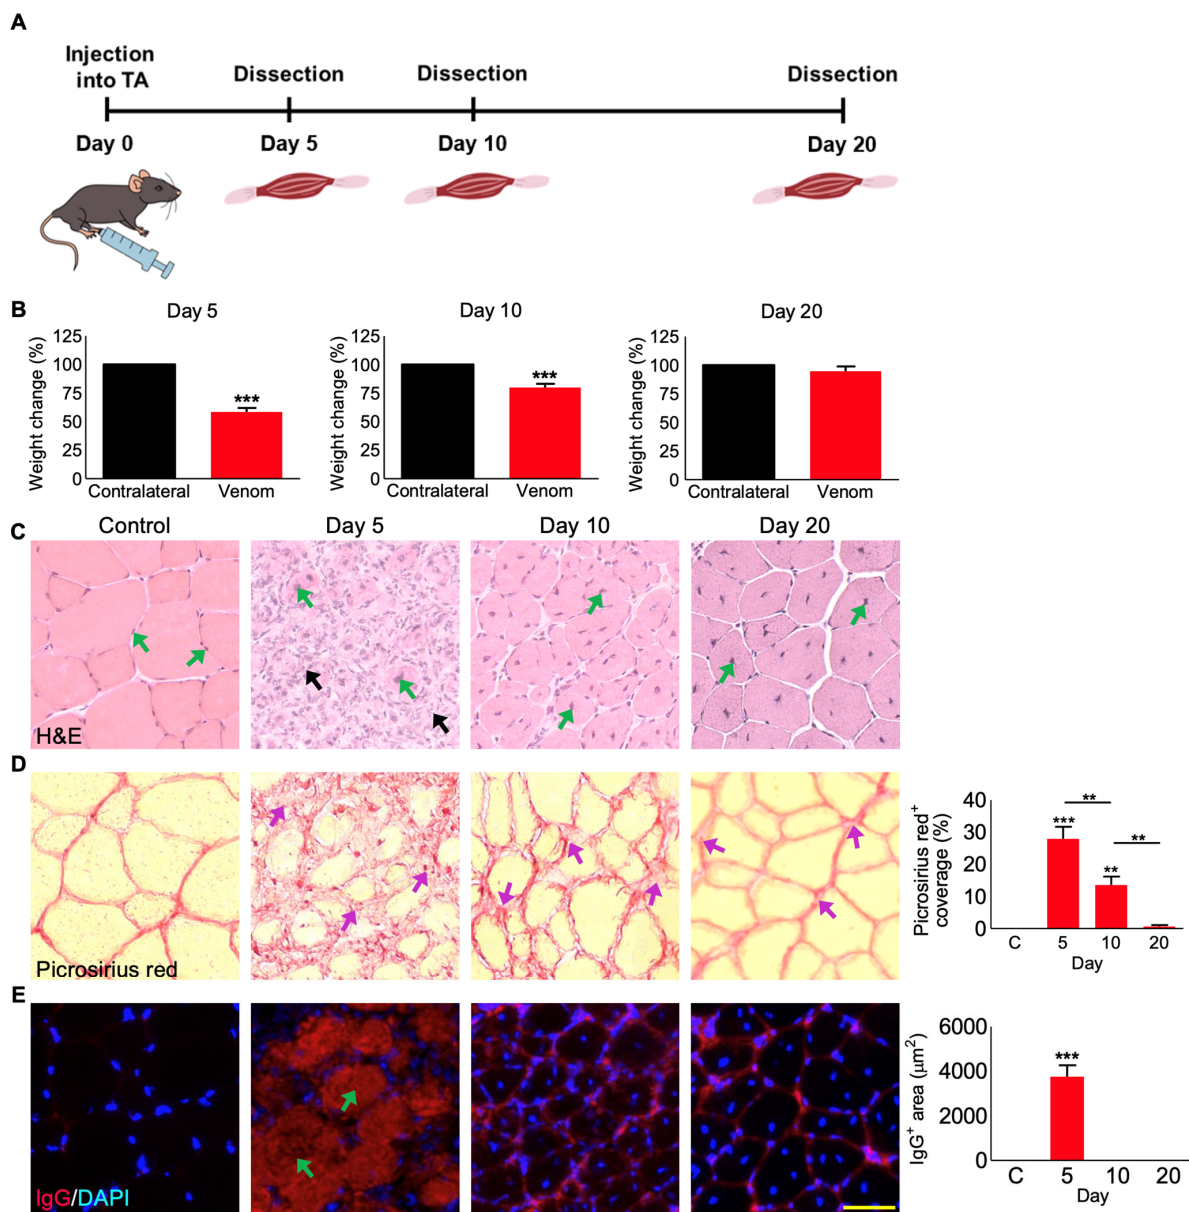 A
Injection
into TA
Dissection
Dissection
Dissection
Day 0
Day 5
Day 10
Day 20
B
Day 5
Day 10
Day 20
Weight change (%)
125
100
75
50
25
0
***
Contralateral
Venom
Weight change (%)
125
100
75
50
25
0
***
Contralateral
Venom
Weight change (%)
125
100
75
50
25
0
Contralateral
Venom
C
Control
Day 5
Day 10
Day 20
H&E
D
Picrosirius red
Picrosirius red+
coverage (%)
40
30
20
10
0
***
**
**
**
C
5
10
20
Day
E
IgG/DAPI
IgG+ area (μm2)
6000
4000
2000
0
***
C
5
10
20
Day